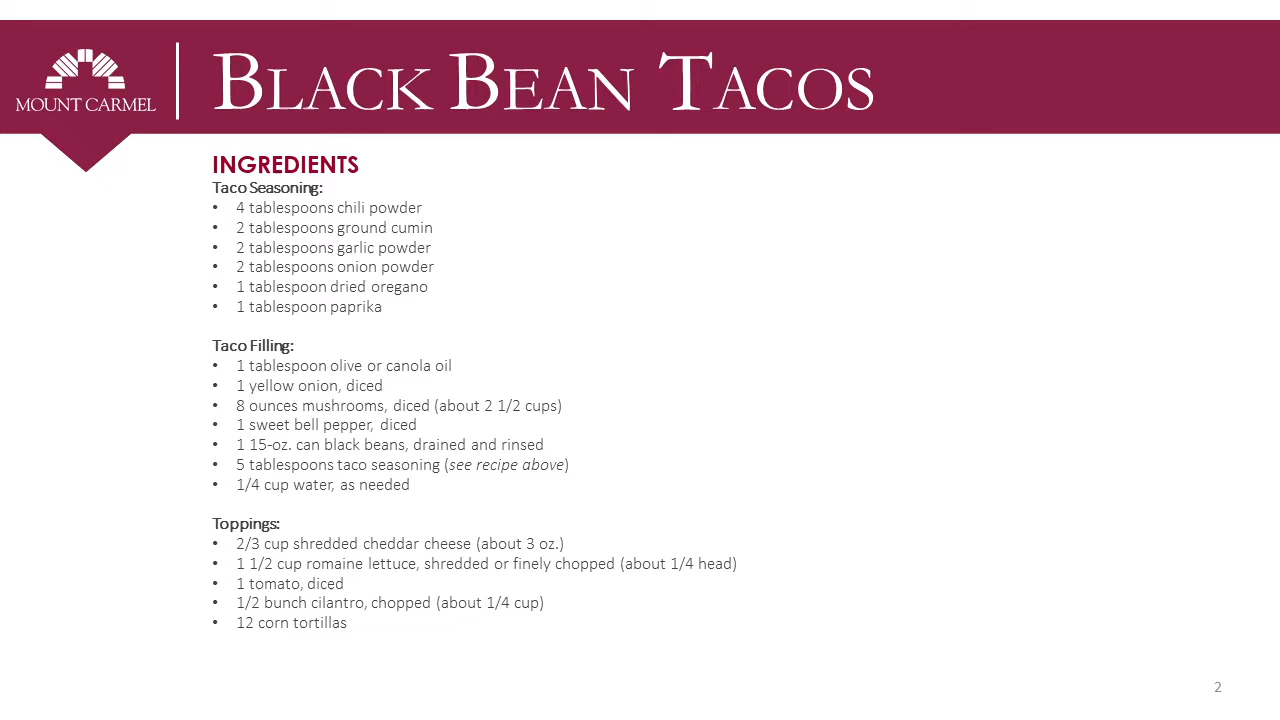 MOUNT CARMEL
BLACK BEAN TACOS
INGREDIENTS
Taco Seasoning:
• 4 tablespoons chili powder
• 2 tablespoons ground cumin
• 2 tablespoons garlic powder
• 2 tablespoons onion powder
• 1 tablespoon dried oregano
• 1 tablespoon paprika
Taco Filling:
• 1 tablespoon olive or canola oil
• 1 yellow onion, diced
• 8 ounces mushrooms, diced (about 2 1/2 cups)
• 1 sweet bell pepper, diced
• 1 15-oz. can black beans, drained and rinsed
• 5 tablespoons taco seasoning (see recipe above)
• 1/4 cup water, as needed
Toppings:
• 2/3 cup shredded cheddar cheese (about 3 oz.)
• 1 1/2 cup romaine lettuce, shredded or finely chopped (about 1/4 head)
• 1 tomato, diced
• 1/2 bunch cilantro, chopped (about 1/4 cup)
• 12 corn tortillas
2